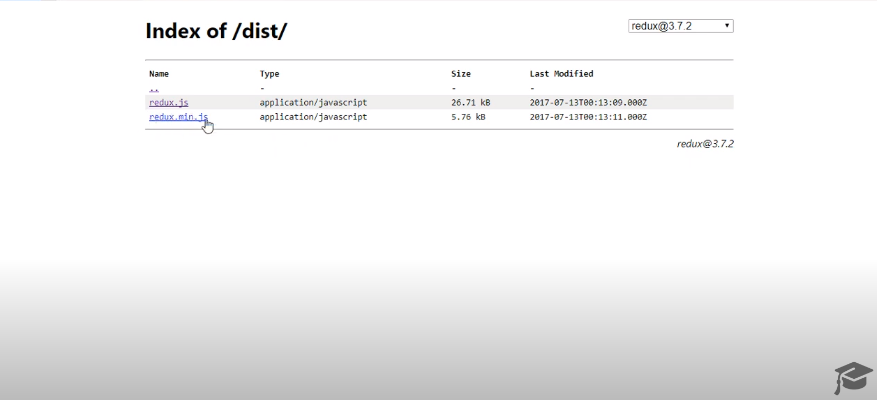 Index of /dist/
redux@3.7.2
Name Type Size Last Modified
.. - - -
redux.js application/javascript 26.71 kB 2017-07-13T00:13:09.000Z
redux.min.js application/javascript 5.76 kB 2017-07-13T00:13:11.000Z
redux@3.7.2